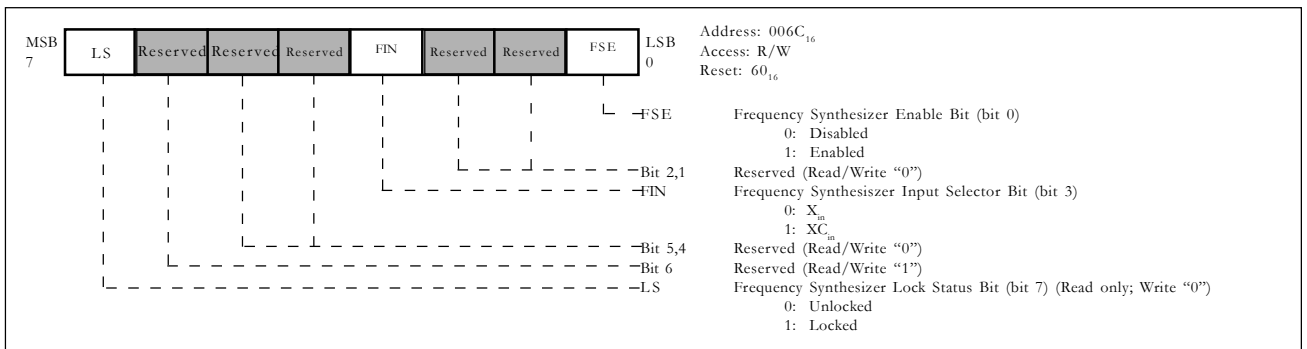 MSB
7
LS Reserved Reserved Reserved FIN Reserved Reserved FSE
LSB
0
Address: 006C₁₆
Access: R/W
Reset: 60₁₆
FSE Frequency Synthesizer Enable Bit (bit 0)
0: Disabled
1: Enabled
Bit 2,1 Reserved (Read/Write “0”)
FIN Frequency Synthesiszer Input Selector Bit (bit 3)
0: Xᵢₙ
1: XCᵢₙ
Bit 5,4 Reserved (Read/Write “0”)
Bit 6 Reserved (Read/Write “1”)
LS Frequency Synthesizer Lock Status Bit (bit 7) (Read only; Write “0”)
0: Unlocked
1: Locked